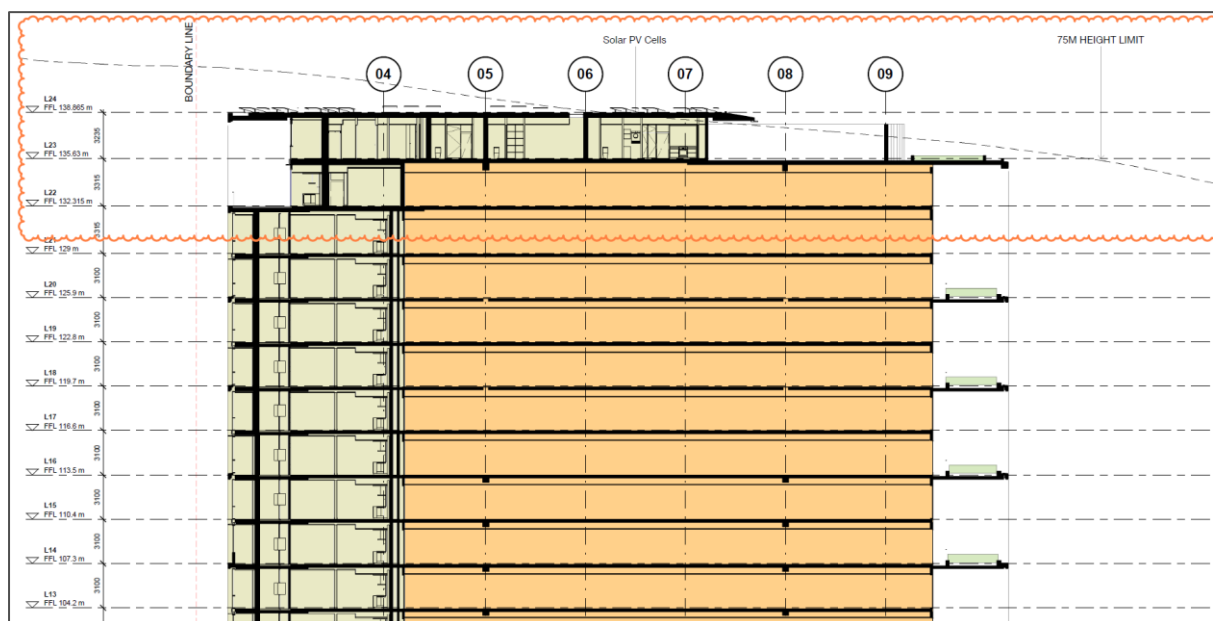 BOUNDARY LINE
Solar PV Cells
75M HEIGHT LIMIT
04
05
06
07
08
09
L24
FFL 138.865 m
3235
L23
FFL 135.63 m
3315
L22
FFL 132.315 m
3315
L21
FFL 129 m
3100
L20
FFL 125.9 m
3100
L19
FFL 122.8 m
3100
L18
FFL 119.7 m
3100
L17
FFL 116.6 m
3100
L16
FFL 113.5 m
3100
L15
FFL 110.4 m
3100
L14
FFL 107.3 m
3100
L13
FFL 104.2 m